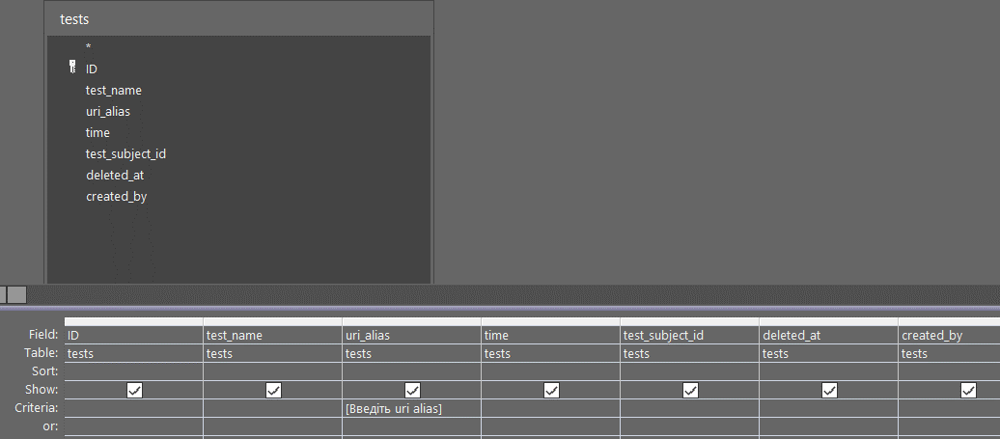 tests
*
ID
test_name
uri_alias
time
test_subject_id
deleted_at
created_by
Field: ID test_name uri_alias time test_subject_id deleted_at created_by
Table: tests tests tests tests tests tests tests
Sort:
Show:
Criteria: [Введіть uri alias]
or: